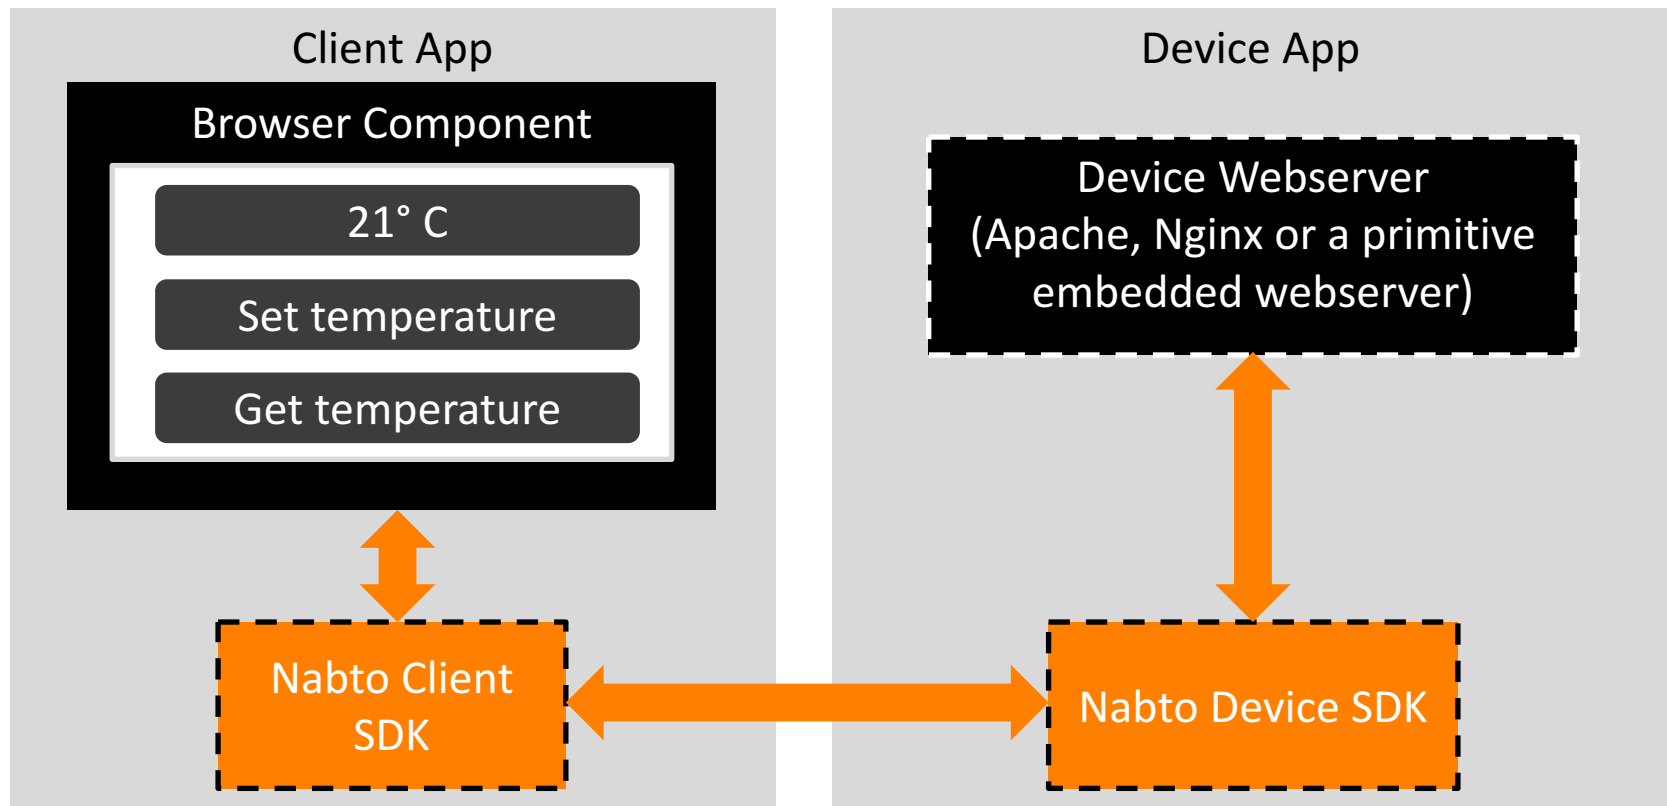 Client App
Browser Component
21° C
Set temperature
Get temperature
Nabto Client
SDK
Device App
Device Webserver
(Apache, Nginx or a primitive
embedded webserver)
Nabto Device SDK